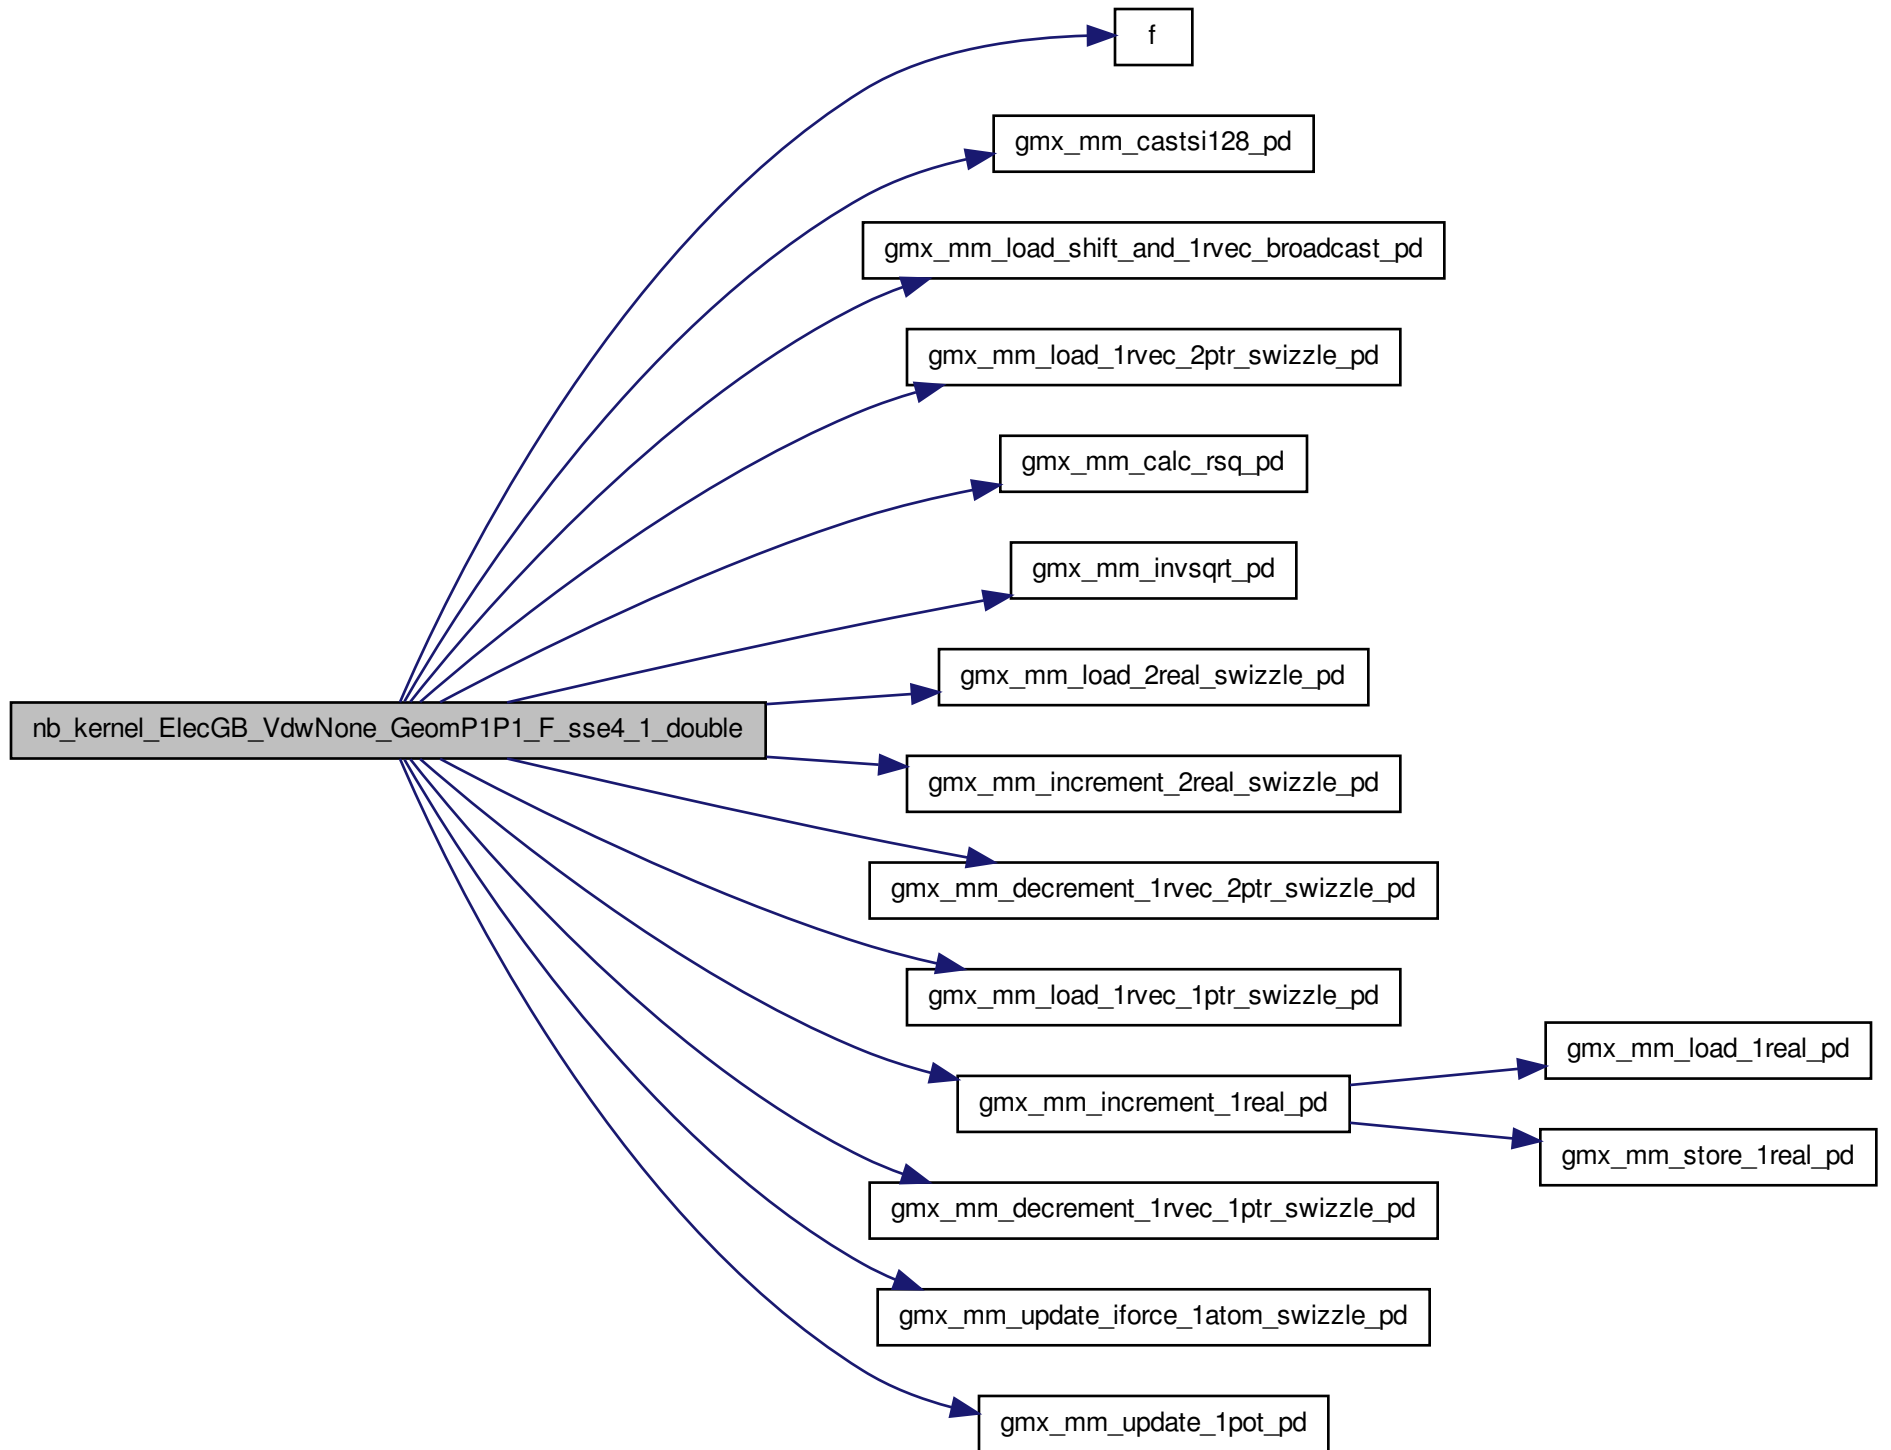 f
gmx_mm_castsi128_pd
gmx_mm_load_shift_and_1rvec_broadcast_pd
gmx_mm_load_1rvec_2ptr_swizzle_pd
gmx_mm_calc_rsq_pd
gmx_mm_invsqrt_pd
gmx_mm_load_2real_swizzle_pd
nb_kernel_ElecGB_VdwNone_GeomP1P1_F_sse4_1_double
gmx_mm_increment_2real_swizzle_pd
gmx_mm_decrement_1rvec_2ptr_swizzle_pd
gmx_mm_load_1rvec_1ptr_swizzle_pd
gmx_mm_load_1real_pd
gmx_mm_increment_1real_pd
gmx_mm_store_1real_pd
gmx_mm_decrement_1rvec_1ptr_swizzle_pd
gmx_mm_update_iforce_1atom_swizzle_pd
gmx_mm_update_1pot_pd